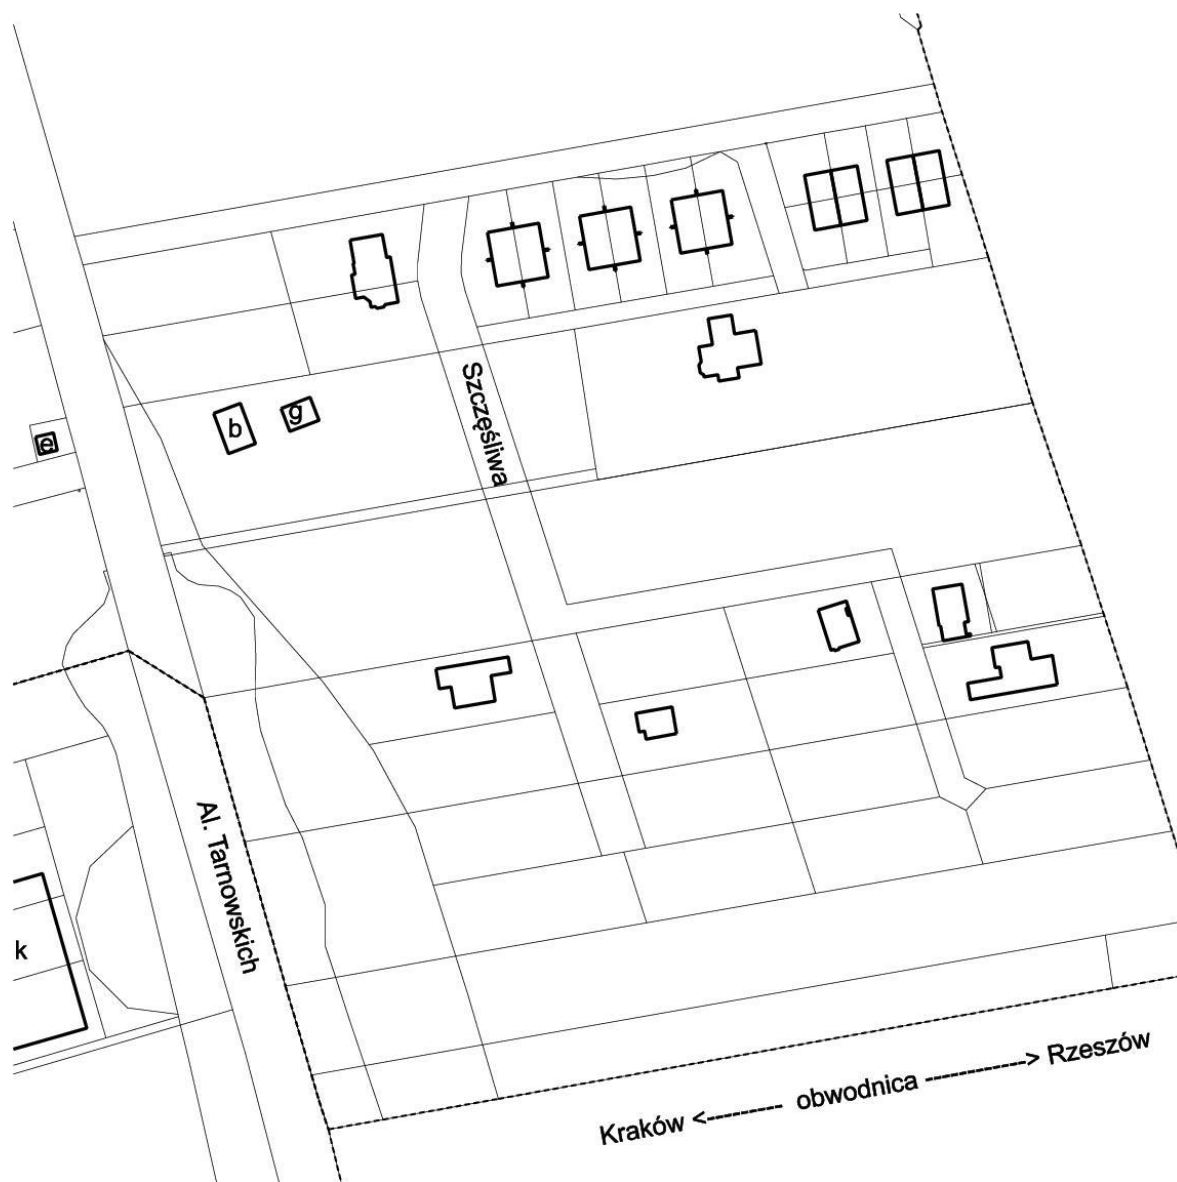 Szczęśliwa
g
b
e
Al. Tarnowskich
k
Kraków <-------- obwodnica -----------> Rzeszów